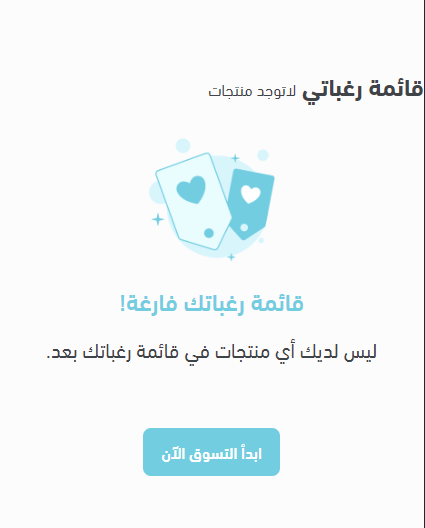 قائمة رغباتي لاتوجد منتجات
قائمة رغباتك فارغة!
ليس لديك أي منتجات في قائمة رغباتك بعد.
ابدأ التسوق الآن